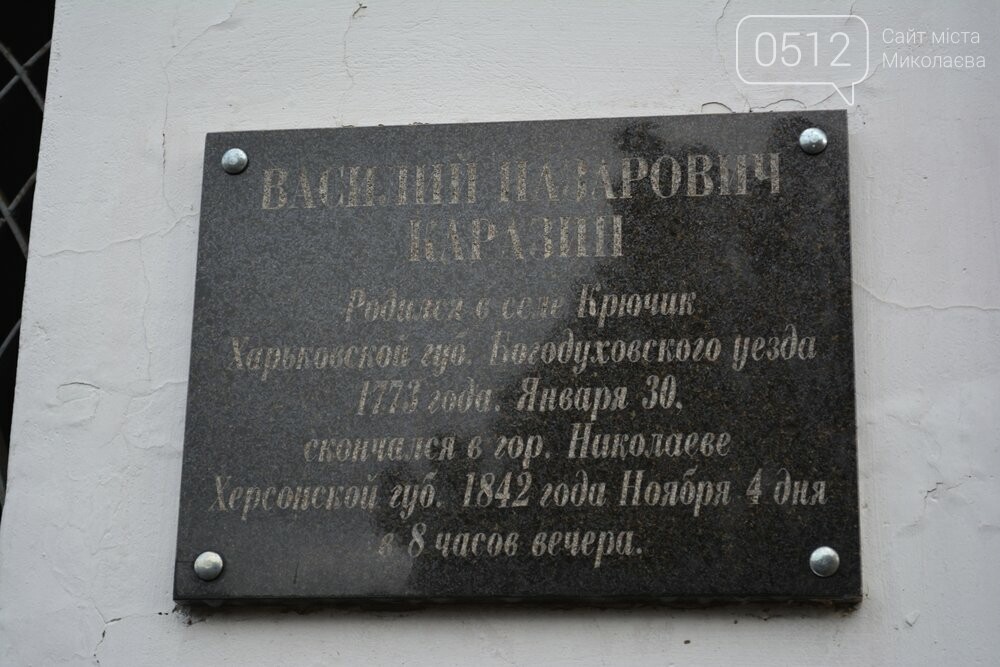 0512
Сайт міста
Миколаєва
ВАСИЛИЙ НАЗАРОВИЧ
КАРАЗИН
Родился в селе Крючик
Харьковской губ. Богодуховского уезда
1773 года. Января 30.
скончался в гор. Николаеве
Херсонской губ. 1842 года Ноября 4 дня
в 8 часов вечера.